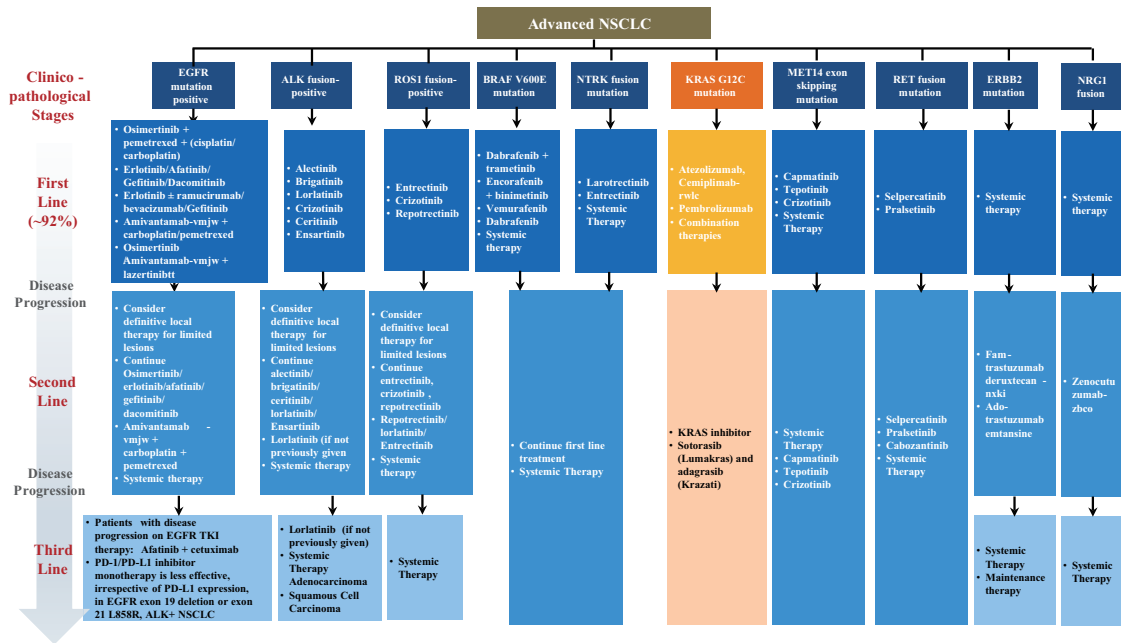 Advanced NSCLC
Clinico -
pathological
Stages
EGFR
mutation
positive
ALK fusion-
positive
ROS1 fusion-
positive
BRAF V600E
mutation
NTRK fusion
mutation
KRAS G12C
mutation
MET14 exon
skipping
mutation
RET fusion
mutation
ERBB2
mutation
NRG1
fusion
First
Line
(~92%)
• Osimertinib +
pemetrexed + (cisplatin/
carboplatin)
• Erlotinib/Afatinib/
Gefitinib/Dacomitinib
• Erlotinib ± ramucirumab/
bevacizumab/Gefitinib
• Amivantamab-vmjw +
carboplatin/pemetrexed
• Osimertinib
Amivantamab-vmjw +
lazertinibtt
• Alectinib
• Brigatinib
• Lorlatinib
• Crizotinib
• Ceritinib
• Ensartinib
• Entrectinib
• Crizotinib
• Repotrectinib
• Dabrafenib +
trametinib
• Encorafenib
+ binimetinib
• Vemurafenib
• Dabrafenib
• Systemic
therapy
• Larotrectinib
• Entrectinib
• Systemic
Therapy
• Atezolizumab,
Cemiplimab-
rwlc
• Pembrolizumab
• Combination
therapies
• Capmatinib
• Tepotinib
• Crizotinib
• Systemic
Therapy
• Selpercatinib
• Pralsetinib
• Systemic
therapy
• Systemic
therapy
Disease
Progression
Second
Line
• Consider
definitive local
therapy for limited
lesions
• Continue
Osimertinib/
erlotinib/afatinib/
gefitinib/
dacomitinib
• Amivantamab -
vmjw +
carboplatin +
pemetrexed
• Systemic therapy
• Consider
definitive local
therapy for limited
lesions
• Continue
alectinib/
brigatinib/
ceritinib/
lorlatinib/
Ensartinib
• Lorlatinib (if not
previously given)
• Systemic therapy
• Consider
definitive local
therapy for
limited lesions
• Continue
entrectinib,
crizotinib ,
repotrectinib
• Repotrectinib/
lorlatinib/
Entrectinib
• Systemic
therapy
• Continue first line
treatment
• Systemic Therapy
• KRAS inhibitor
• Sotorasib
(Lumakras) and
adagrasib
(Krazati)
• Systemic
Therapy
• Capmatinib
• Tepotinib
• Crizotinib
• Selpercatinib
• Pralsetinib
• Cabozantinib
• Systemic
Therapy
• Fam-
trastuzumab
deruxtecan -
nxki
• Ado-
trastuzumab
emtansine
• Zenocutu
zumab-
zbco
Disease
Progression
Third
Line
• Patients with disease
progression on EGFR TKI
therapy: Afatinib + cetuximab
• PD-1/PD-L1 inhibitor
monotherapy is less effective,
irrespective of PD-L1 expression,
in EGFR exon 19 deletion or exon
21 L858R, ALK+ NSCLC
• Lorlatinib (if not
previously given)
• Systemic
Therapy
Adenocarcinoma
• Squamous Cell
Carcinoma
• Systemic
Therapy
• Systemic
Therapy
• Maintenance
therapy
• Systemic
Therapy